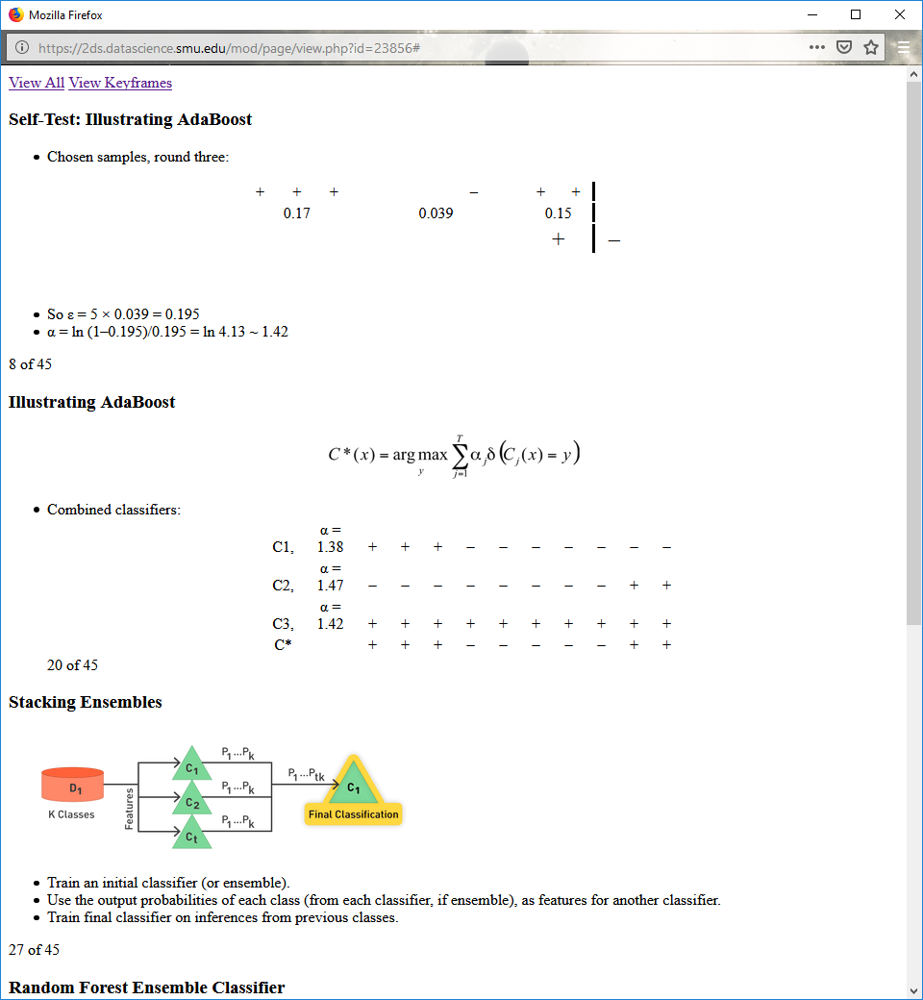 Mozilla Firefox
https://2ds.datascience.smu.edu/mod/page/view.php?id=23856#
View All View Keyframes
Self-Test: Illustrating AdaBoost
• Chosen samples, round three:
+ + + – + +
0.17 0.039 0.15
+ –
• So ε = 5 × 0.039 = 0.195
• α = ln (1–0.195)/0.195 = ln 4.13 ~ 1.42
8 of 45
Illustrating AdaBoost
C*(x) = arg max_y ∑_{j=1}^{T} α_j δ (C_j(x) = y)
• Combined classifiers:
α =
C1, 1.38 + + + – – – – – – –
α =
C2, 1.47 – – – – – – – – + +
α =
C3, 1.42 + + + + + + + + + +
C* + + + – – – – – + +
20 of 45
Stacking Ensembles
P1...Pk
C1
P1...Ptk
P1...Pk
D1
C2
C1
K Classes
Features
P1...Pk
Final Classification
Ct
• Train an initial classifier (or ensemble).
• Use the output probabilities of each class (from each classifier, if ensemble), as features for another classifier.
• Train final classifier on inferences from previous classes.
27 of 45
Random Forest Ensemble Classifier